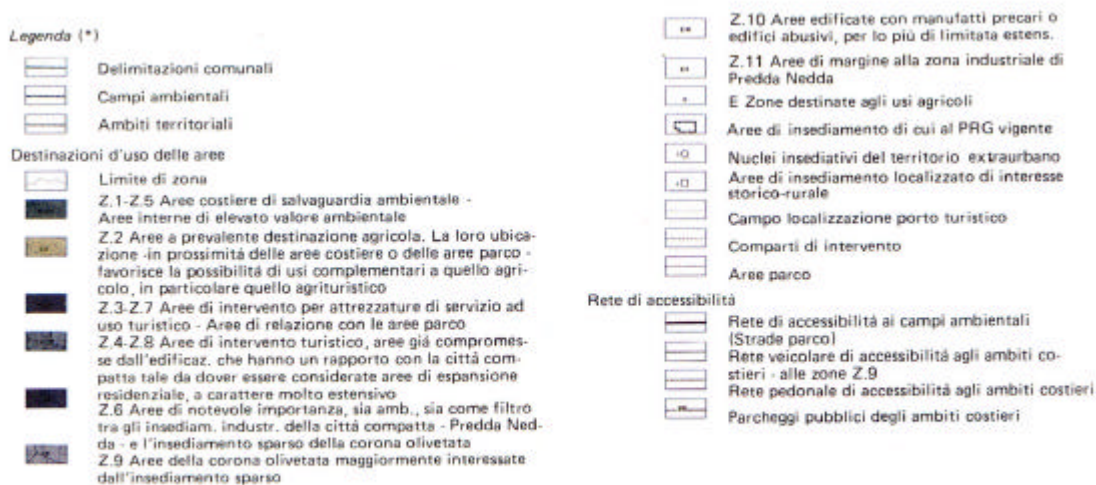 Legenda (*)
Delimitazioni comunali
Campi ambientali
Ambiti territoriali
Destinazioni d'uso delle aree
Limite di zona
Z.1-Z.5 Aree costiere di salvaguardia ambientale -
Aree interne di elevato valore ambientale
Z.2 Aree a prevalente destinazione agricola. La loro ubica-
zione -in prossimità delle aree costiere o delle aree parco -
favorisce la possibilità di usi complementari a quello agri-
colo, in particolare quello agrituristico
Z.3-Z.7 Aree di intervento per attrezzature di servizio ad
uso turistico - Aree di relazione con le aree parco
Z.4-Z.8 Aree di intervento turistico, aree giá compromes-
se dall'edificaz. che hanno un rapporto con la cittá com-
patta tale da dover essere considerate aree di espansione
residenziale, a carattere molto estensivo
Z.6 Aree di notevole importanza, sia amb., sia come filtro
tra gli insediam. industr. della cittá compatta - Predda Ned-
da - e l'insediamento sparso della corona olivetata
Z.9 Aree della corona olivetata maggiormente interessate
dall'insediamento sparso
Z.10 Aree edificate con manufatti precari o
edifici abusivi, per lo piú di limitata estens.
Z.11 Aree di margine alla zona industriale di
Predda Nedda
E Zone destinate agli usi agricoli
Aree di insediamento di cui al PRG vigente
Nuclei insediativi del territorio extraurbano
Aree di insediamento localizzato di interesse
storico-rurale
Campo localizzazione porto turistico
Comparti di intervento
Aree parco
Rete di accessibilitá
Rete di accessibilitá ai campi ambientali
(Strade parco)
Rete veicolare di accessibilitá agli ambiti co-
stieri - alle zone Z.9
Rete pedonale di accessibilitá agli ambiti costieri
Parcheggi pubblici degli ambiti costieri